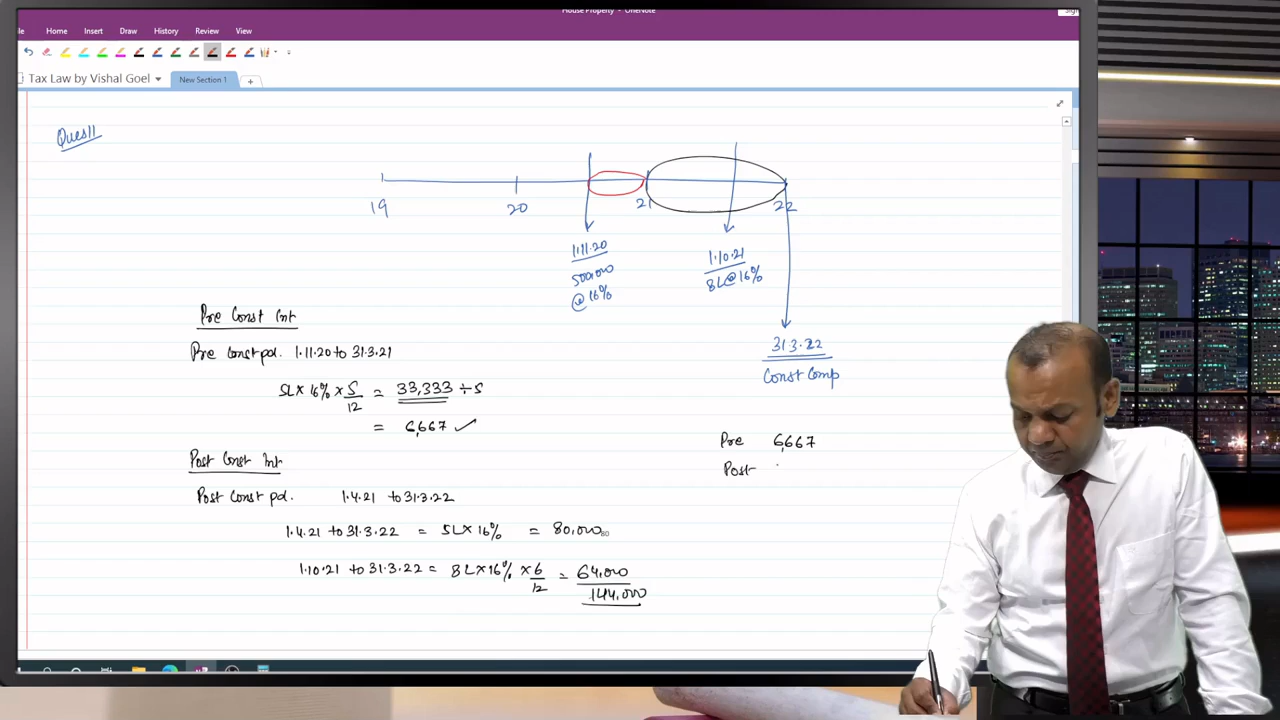 House Property - OneNote
Sign
Home Insert Draw History Review View
Tax Law by Vishal Goel New Section 1 +
Ques11
19 20 21 22
1.11.20
500,000
@ 16%
1.10.21
8L@16%
31.3.22
Const Comp
Pre Const Int
Pre Const pd. 1.11.20 to 31.3.21
5L x 16% x 5/12 = 33,333 ÷ 5
= 6,667 ✓
Pre 6,667
Post Const Int
Post
Post Const pd. 1.4.21 to 31.3.22
1.4.21 to 31.3.22 = 5L x 16% = 80,000
1.10.21 to 31.3.22 = 8L x 16% x 6/12 = 64,000
144,000